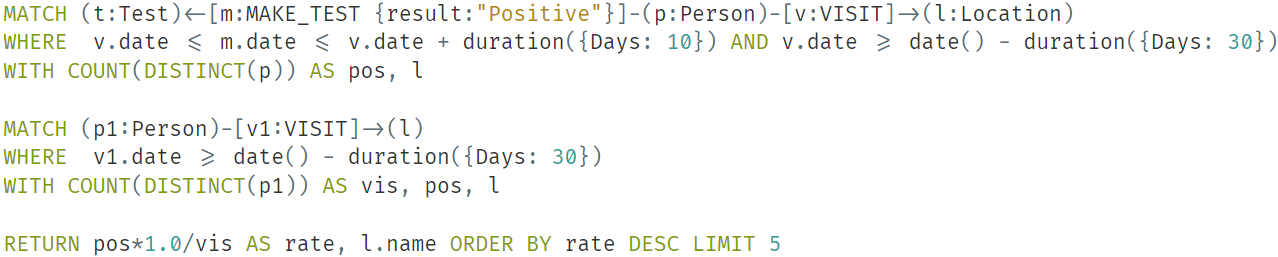 MATCH (t:Test)<-[m:MAKE_TEST {result:"Positive"}]-(p:Person)-[v:VISIT]->(l:Location)
WHERE  v.date <= m.date <= v.date + duration({Days: 10}) AND v.date >= date() - duration({Days: 30})
WITH COUNT(DISTINCT(p)) AS pos, l
MATCH (p1:Person)-[v1:VISIT]->(l)
WHERE  v1.date >= date() - duration({Days: 30})
WITH COUNT(DISTINCT(p1)) AS vis, pos, l
RETURN pos*1.0/vis AS rate, l.name ORDER BY rate DESC LIMIT 5